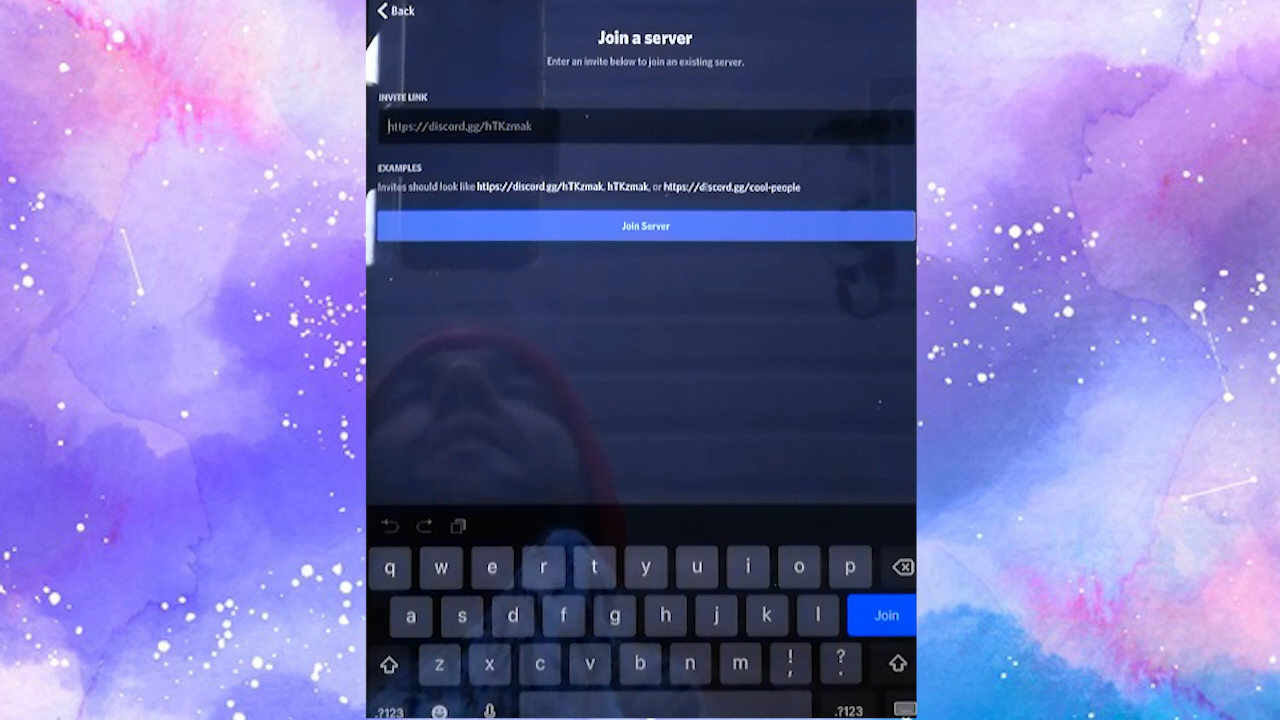 Back
Join a server
Enter an invite below to join an existing server.
INVITE LINK
https://discord.gg/hTKzmak
EXAMPLES
Invites should look like https://discord.gg/hTKzmak, hTKzmak, or https://discord.gg/cool-people
Join Server
q w e r t y u i o p
a s d f g h j k l Join
z x c v b n m ! , ? .
.?123 .?123